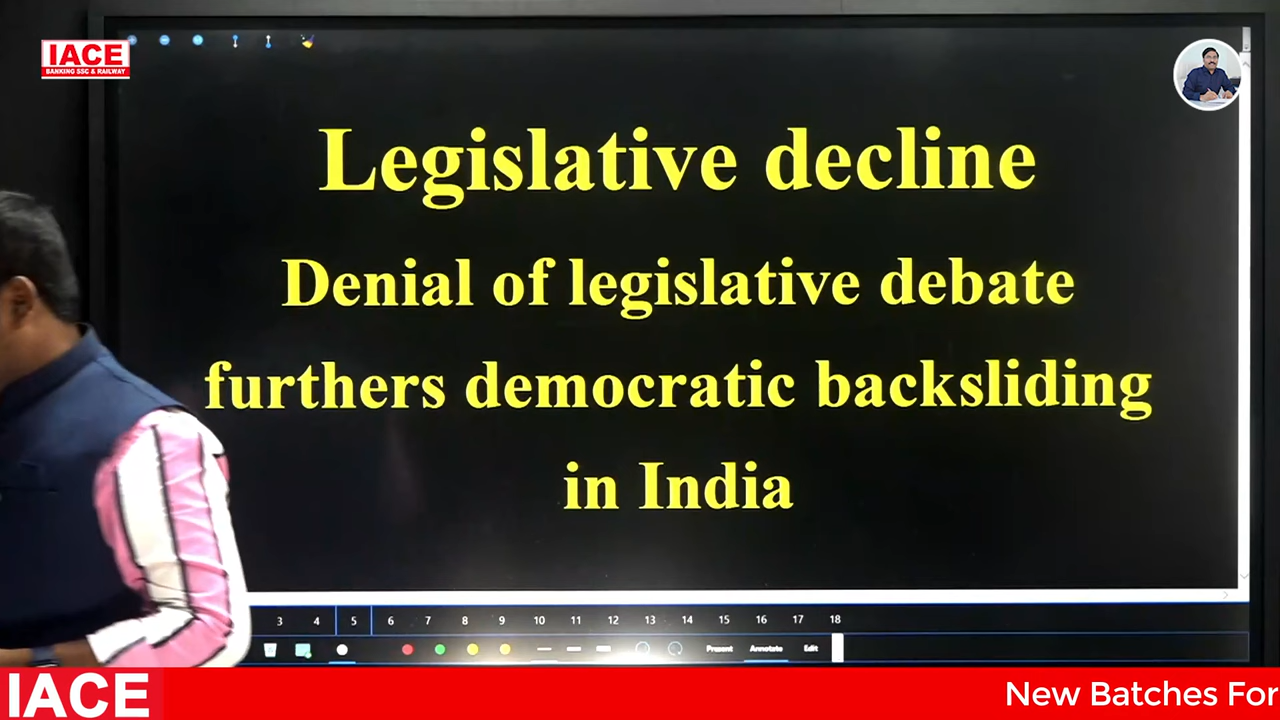 IACE
BANKING SSC & RAILWAY
Legislative decline
Denial of legislative debate
furthers democratic backsliding
in India
3 4 5 6 7 8 9 10 11 12 13 14 15 16 17 18
Present Annotate Edit
IACE New Batches For